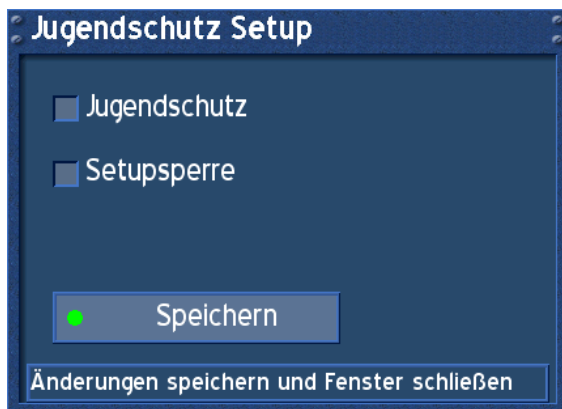 Jugendschutz Setup
Jugendschutz
Setupsperre
Speichern
Änderungen speichern und Fenster schließen